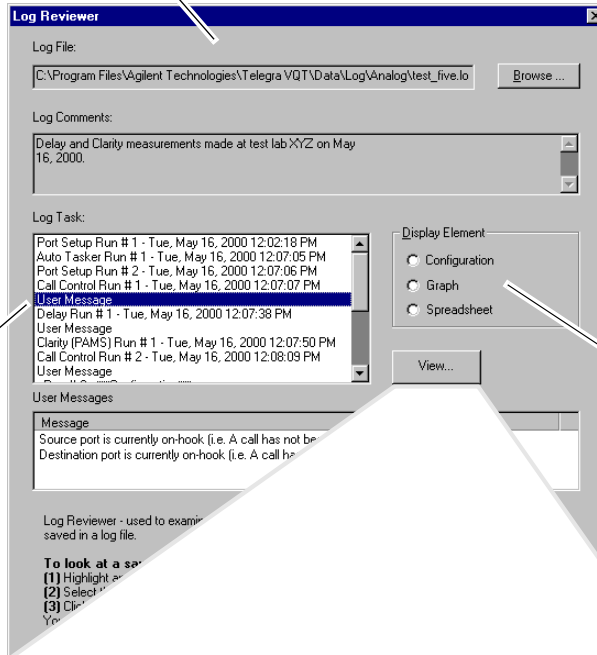 Log Reviewer
Log File:
C:\Program Files\Agilent Technologies\Telegra VQT\Data\Log\Analog\test_five.lo
Browse ...
Log Comments:
Delay and Clarity measurements made at test lab XYZ on May
16, 2000.
Log Task:
Port Setup Run # 1 - Tue, May 16, 2000 12:02:18 PM
Auto Tasker Run # 1 - Tue, May 16, 2000 12:07:05 PM
Port Setup Run # 2 - Tue, May 16, 2000 12:07:06 PM
Call Control Run # 1 - Tue, May 16, 2000 12:07:07 PM
User Message
Delay Run # 1 - Tue, May 16, 2000 12:07:38 PM
User Message
Clarity (PAMS) Run # 1 - Tue, May 16, 2000 12:07:50 PM
Call Control Run # 2 - Tue, May 16, 2000 12:08:09 PM
User Message
Display Element
Configuration
Graph
Spreadsheet
View...
User Messages
Message
Source port is currently on-hook (i.e. A call has not be
Destination port is currently on-hook (i.e. A call ha
Log Reviewer - used to examin
saved in a log file.
To look at a sa
(1) Highlight a
(2) Select t
(3) Clic
Yo